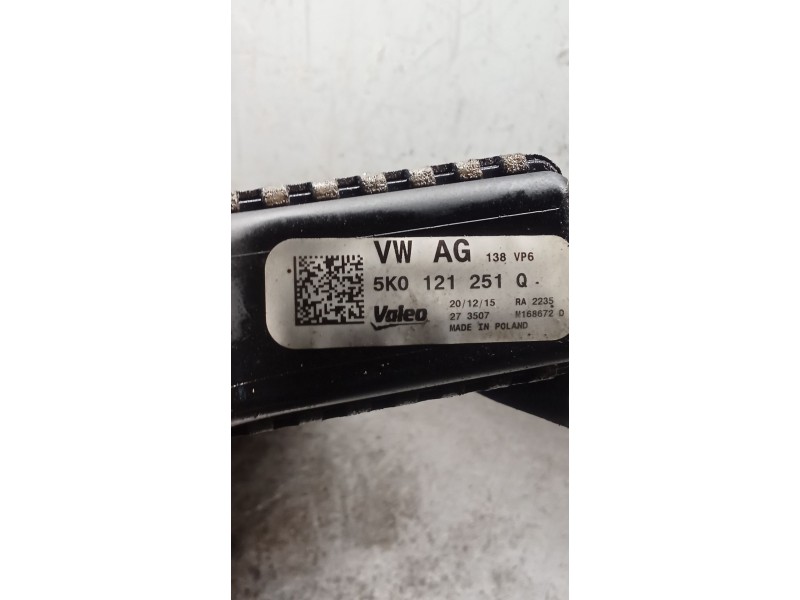 VW AG 138 VP6
5K0 121 251 Q
Valeo 20/12/15 RA 2235
27 3507 M168672 0
MADE IN POLAND